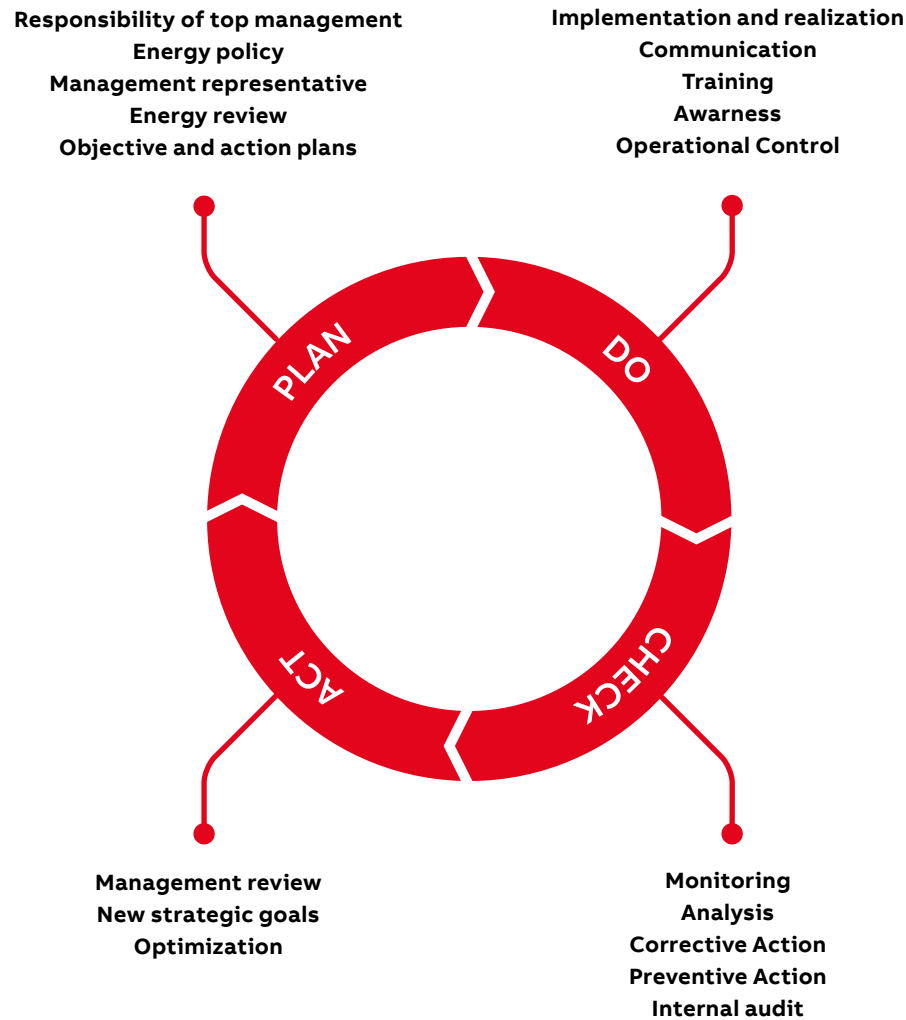 Responsibility of top management
Energy policy
Management representative
Energy review
Objective and action plans
Implementation and realization
Communication
Training
Awarness
Operational Control
PLAN
DO
CHECK
ACT
Management review
New strategic goals
Optimization
Monitoring
Analysis
Corrective Action
Preventive Action
Internal audit